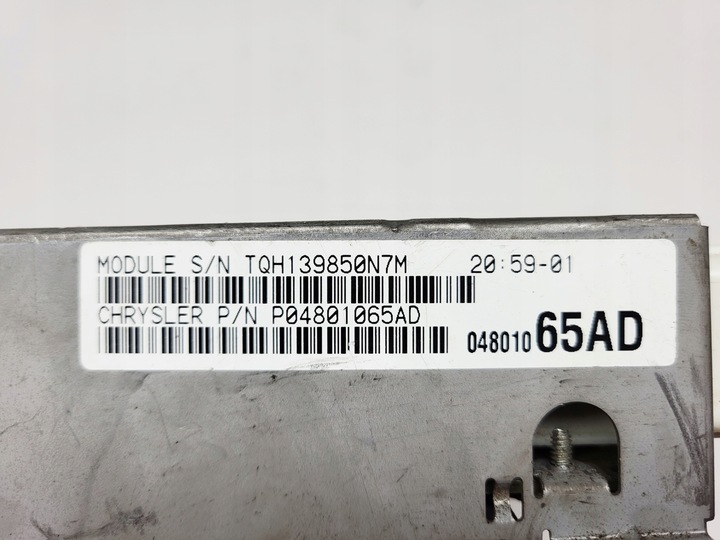 MODULE S/N TQH139850N7M 20:59-01
CHRYSLER P/N P04801065AD
04801065AD